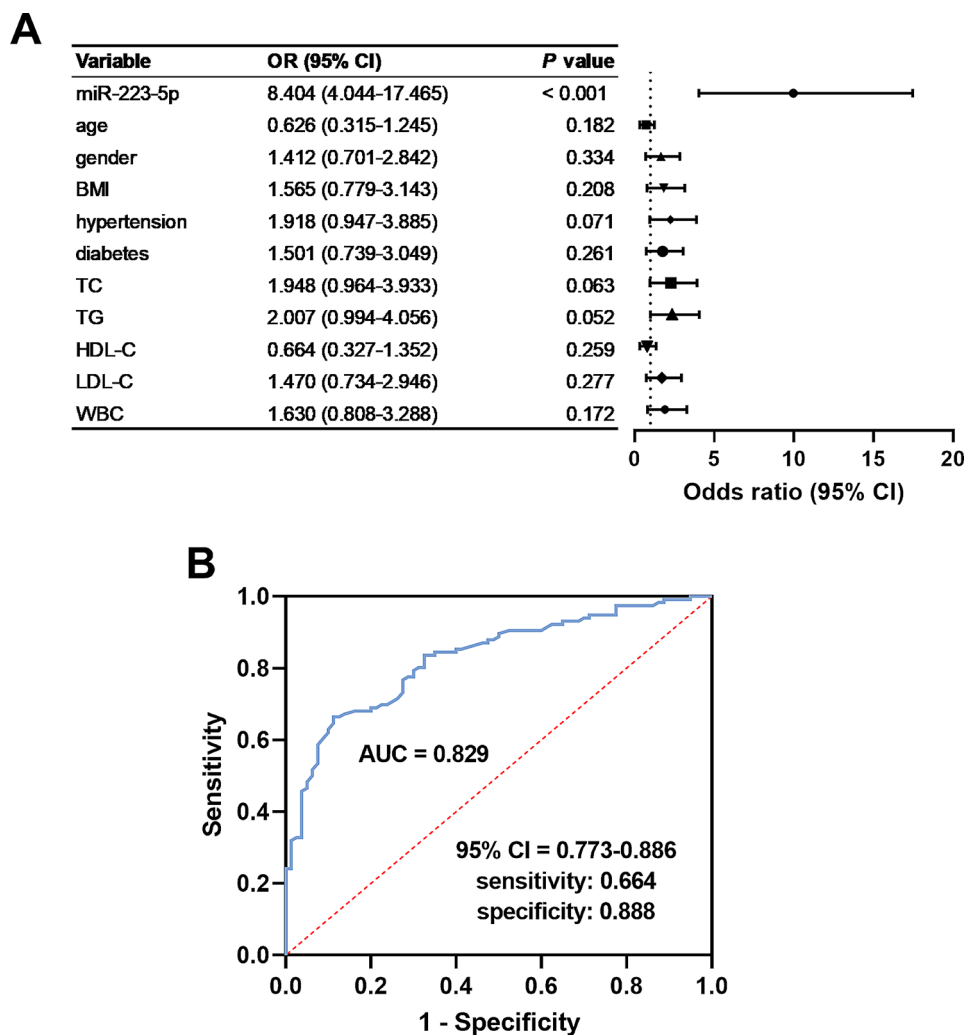 A
Variable OR (95% CI) P value
miR-223-5p 8.404 (4.044-17.465) < 0.001
age 0.626 (0.315-1.245) 0.182
gender 1.412 (0.701-2.842) 0.334
BMI 1.565 (0.779-3.143) 0.208
hypertension 1.918 (0.947-3.885) 0.071
diabetes 1.501 (0.739-3.049) 0.261
TC 1.948 (0.964-3.933) 0.063
TG 2.007 (0.994-4.056) 0.052
HDL-C 0.664 (0.327-1.352) 0.259
LDL-C 1.470 (0.734-2.946) 0.277
WBC 1.630 (0.808-3.288) 0.172
0 5 10 15 20
Odds ratio (95% CI)
B
1.0
0.8
0.6
0.4
0.2
0.0
Sensitivity
AUC = 0.829
95% CI = 0.773-0.886
sensitivity: 0.664
specificity: 0.888
0.0 0.2 0.4 0.6 0.8 1.0
1 - Specificity